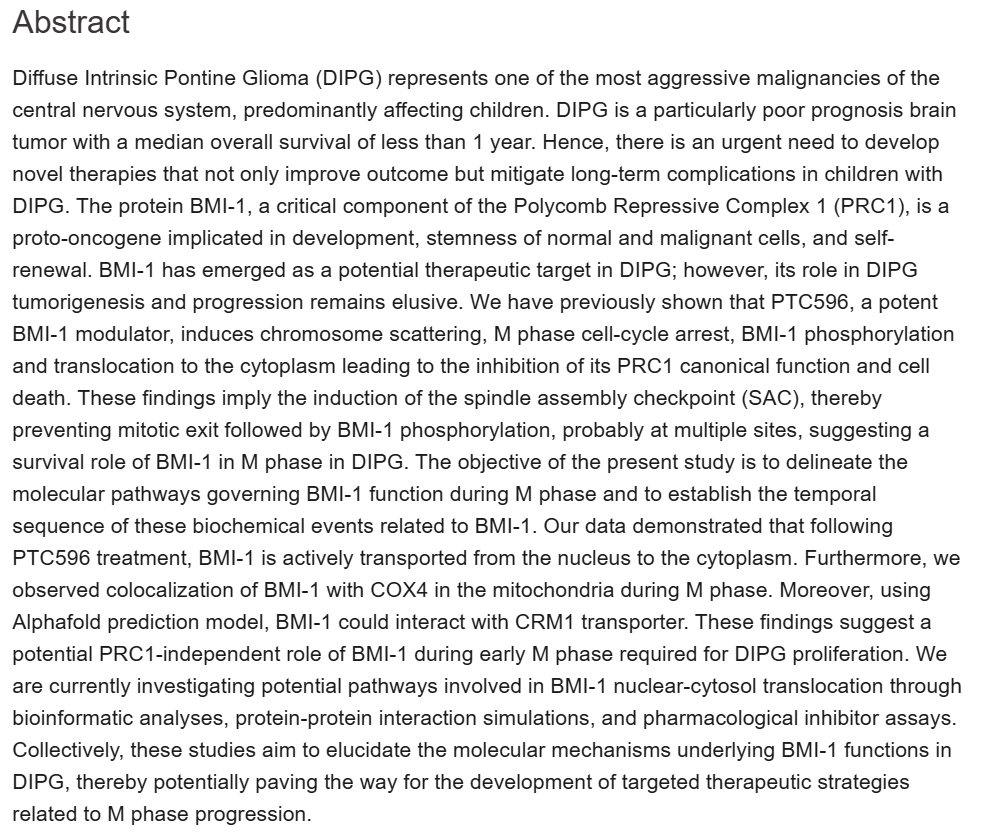 Abstract
Diffuse Intrinsic Pontine Glioma (DIPG) represents one of the most aggressive malignancies of the
central nervous system, predominantly affecting children. DIPG is a particularly poor prognosis brain
tumor with a median overall survival of less than 1 year. Hence, there is an urgent need to develop
novel therapies that not only improve outcome but mitigate long-term complications in children with
DIPG. The protein BMI-1, a critical component of the Polycomb Repressive Complex 1 (PRC1), is a
proto-oncogene implicated in development, stemness of normal and malignant cells, and self-
renewal. BMI-1 has emerged as a potential therapeutic target in DIPG; however, its role in DIPG
tumorigenesis and progression remains elusive. We have previously shown that PTC596, a potent
BMI-1 modulator, induces chromosome scattering, M phase cell-cycle arrest, BMI-1 phosphorylation
and translocation to the cytoplasm leading to the inhibition of its PRC1 canonical function and cell
death. These findings imply the induction of the spindle assembly checkpoint (SAC), thereby
preventing mitotic exit followed by BMI-1 phosphorylation, probably at multiple sites, suggesting a
survival role of BMI-1 in M phase in DIPG. The objective of the present study is to delineate the
molecular pathways governing BMI-1 function during M phase and to establish the temporal
sequence of these biochemical events related to BMI-1. Our data demonstrated that following
PTC596 treatment, BMI-1 is actively transported from the nucleus to the cytoplasm. Furthermore, we
observed colocalization of BMI-1 with COX4 in the mitochondria during M phase. Moreover, using
Alphafold prediction model, BMI-1 could interact with CRM1 transporter. These findings suggest a
potential PRC1-independent role of BMI-1 during early M phase required for DIPG proliferation. We
are currently investigating potential pathways involved in BMI-1 nuclear-cytosol translocation through
bioinformatic analyses, protein-protein interaction simulations, and pharmacological inhibitor assays.
Collectively, these studies aim to elucidate the molecular mechanisms underlying BMI-1 functions in
DIPG, thereby potentially paving the way for the development of targeted therapeutic strategies
related to M phase progression.